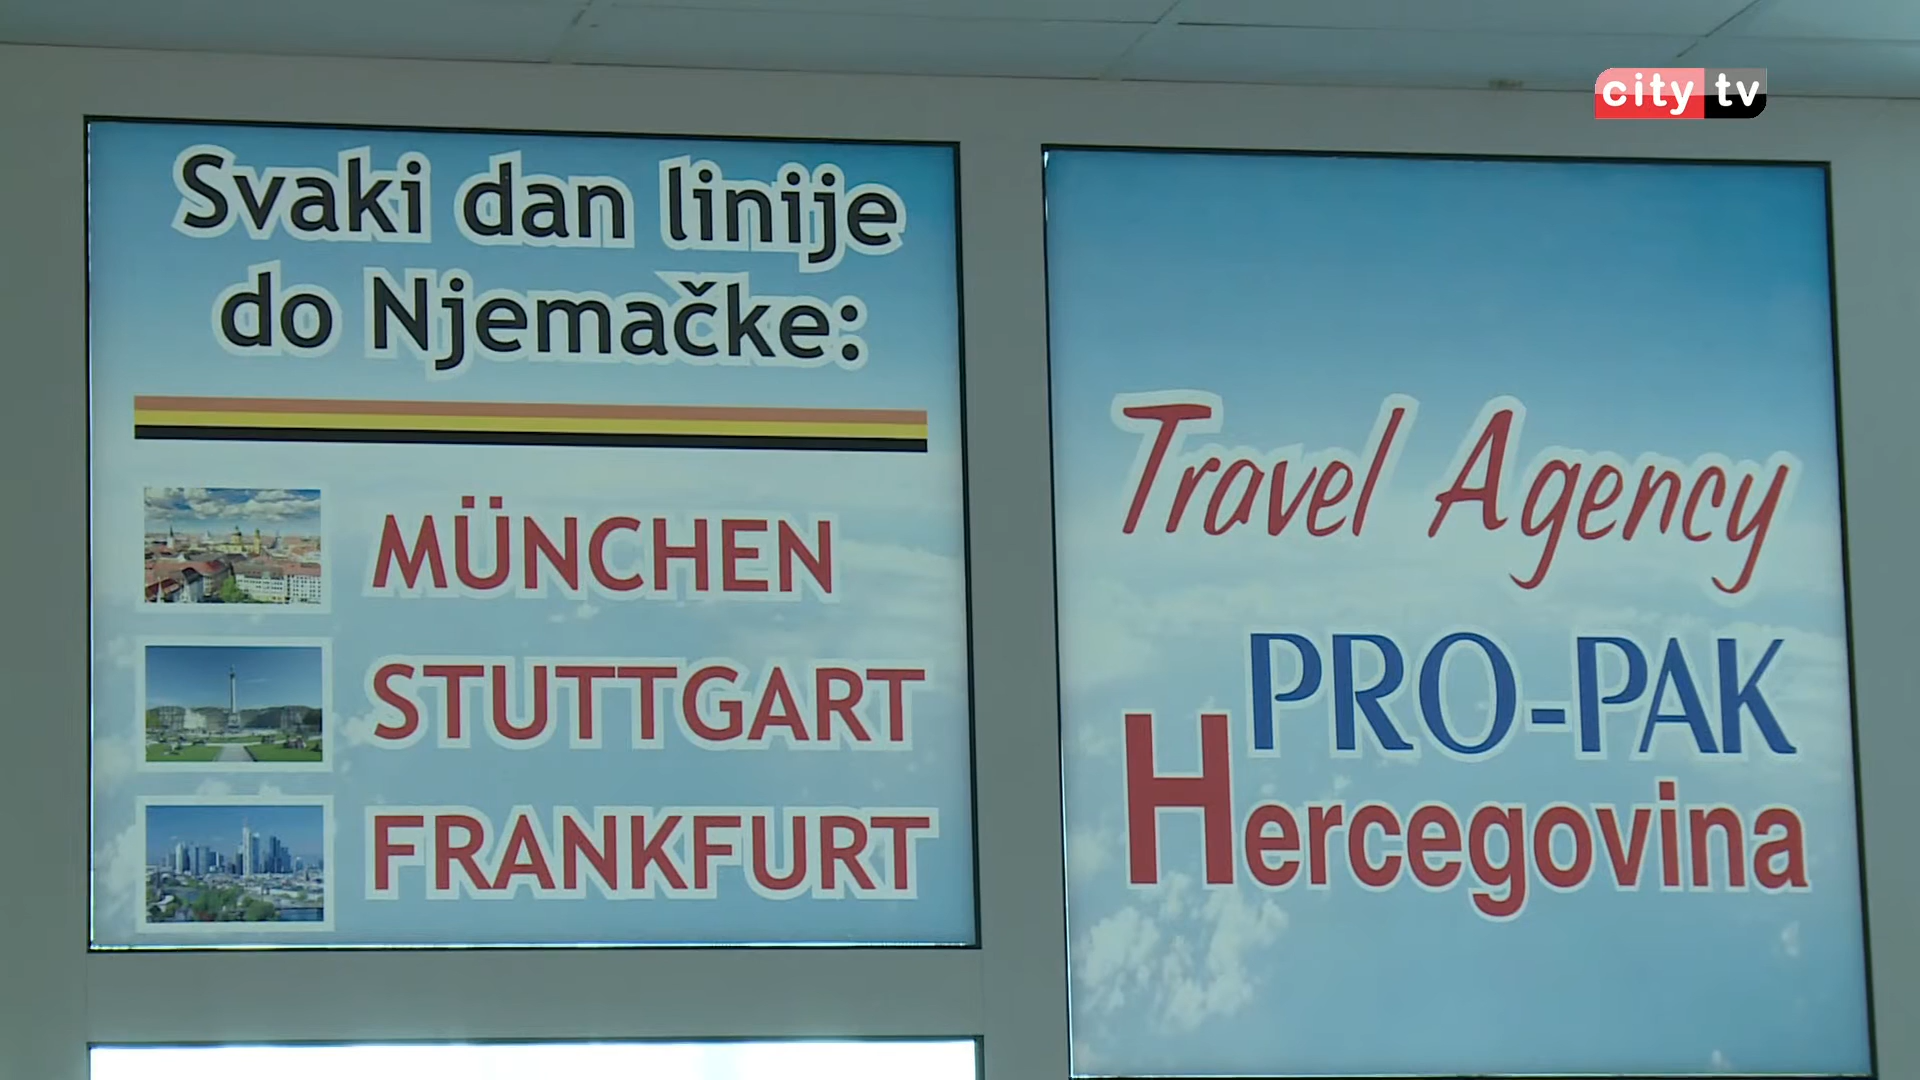 city tv
Svaki dan linije
do Njemačke:
MÜNCHEN
STUTTGART
FRANKFURT
Travel Agency
PRO-PAK
Hercegovina